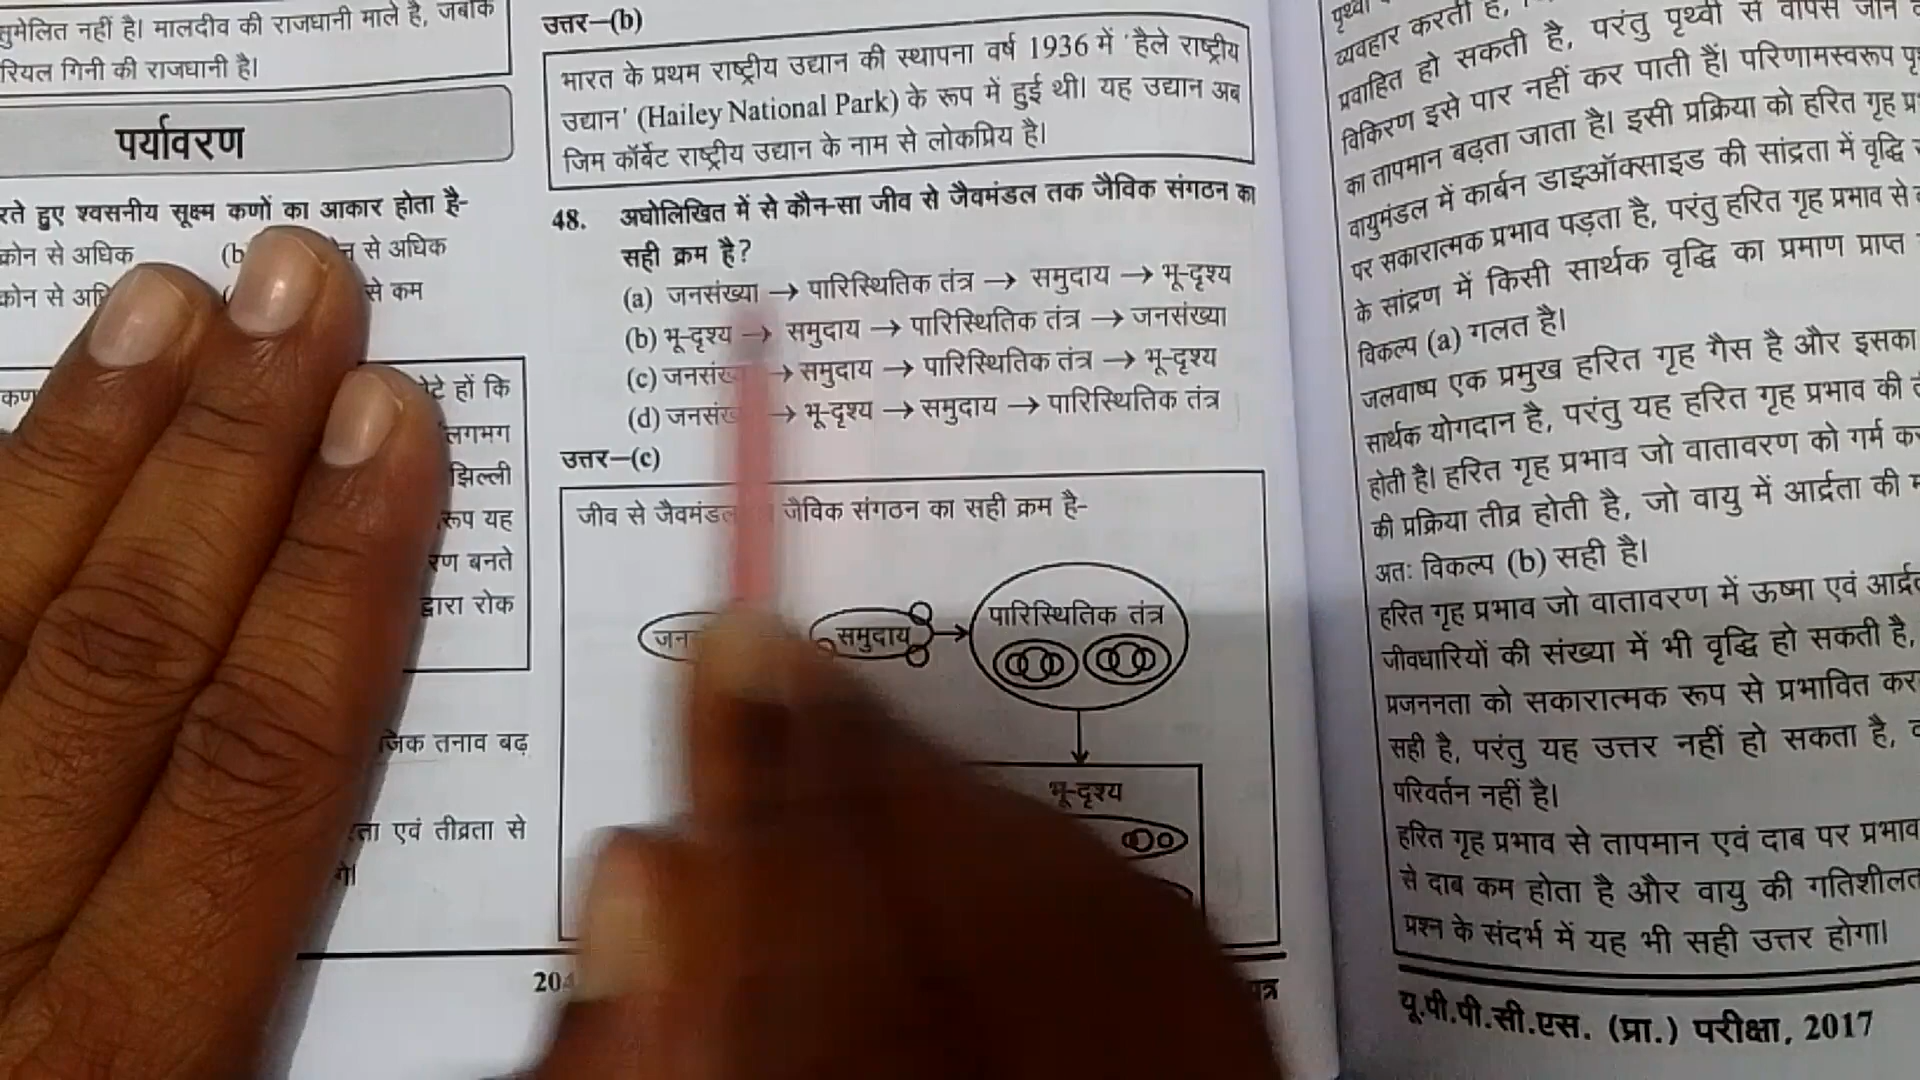 सुमेलित नहीं है। मालदीव की राजधानी माले है, जबकि
रियल गिनी की राजधानी है।
पर्यावरण
रते हुए श्वसनीय सूक्ष्म कणों का आकार होता है-
क्रोन से अधिक (b से अधिक
क्रोन से से कम
कण टे हों कि
लगभग
झिल्ली
रूप यह
रण बनते
द्वारा रोक
जिक तनाव बढ़
एवं तीव्रता से
उत्तर–(b)
भारत के प्रथम राष्ट्रीय उद्यान की स्थापना वर्ष 1936 में 'हैले राष्ट्रीय
उद्यान' (Hailey National Park) के रूप में हुई थी। यह उद्यान अब
जिम कॉर्बेट राष्ट्रीय उद्यान के नाम से लोकप्रिय है।
48. अधोलिखित में से कौन-सा जीव से जैवमंडल तक जैविक संगठन का
सही क्रम है?
(a) जनसंख्या → पारिस्थितिक तंत्र → समुदाय → भू-दृश्य
(b) भू-दृश्य → समुदाय → पारिस्थितिक तंत्र → जनसंख्या
(c) जनसंख → समुदाय → पारिस्थितिक तंत्र → भू-दृश्य
(d) जनसंख → भू-दृश्य → समुदाय → पारिस्थितिक तंत्र
उत्तर–(c)
जीव से जैवमंडल जैविक संगठन का सही क्रम है-
जन समुदाय → पारिस्थितिक तंत्र
भू-दृश्य
20
व्यवहार करती है,
प्रवाहित हो सकती है, परंतु पृथ्वी से वापस जाने
विकिरण इसे पार नहीं कर पाती हैं। परिणामस्वरूप पृ
का तापमान बढ़ता जाता है। इसी प्रक्रिया को हरित गृह प्र
वायुमंडल में कार्बन डाइऑक्साइड की सांद्रता में वृद्धि
पर सकारात्मक प्रभाव पड़ता है, परंतु हरित गृह प्रभाव से
के सांद्रण में किसी सार्थक वृद्धि का प्रमाण प्राप्त
विकल्प (a) गलत है।
जलवाष्प एक प्रमुख हरित गृह गैस है और इसका
सार्थक योगदान है, परंतु यह हरित गृह प्रभाव की
होती है। हरित गृह प्रभाव जो वातावरण को गर्म कर
की प्रक्रिया तीव्र होती है, जो वायु में आर्द्रता की
अतः विकल्प (b) सही है।
हरित गृह प्रभाव जो वातावरण में ऊष्मा एवं आर्द्र
जीवधारियों की संख्या में भी वृद्धि हो सकती है,
प्रजननता को सकारात्मक रूप से प्रभावित कर
सही है, परंतु यह उत्तर नहीं हो सकता है,
परिवर्तन नहीं है।
हरित गृह प्रभाव से तापमान एवं दाब पर प्रभाव
से दाब कम होता है और वायु की गतिशीलत
प्रश्न के संदर्भ में यह भी सही उत्तर होगा।
यू.पी.पी.सी.एस. (प्रा.) परीक्षा, 2017